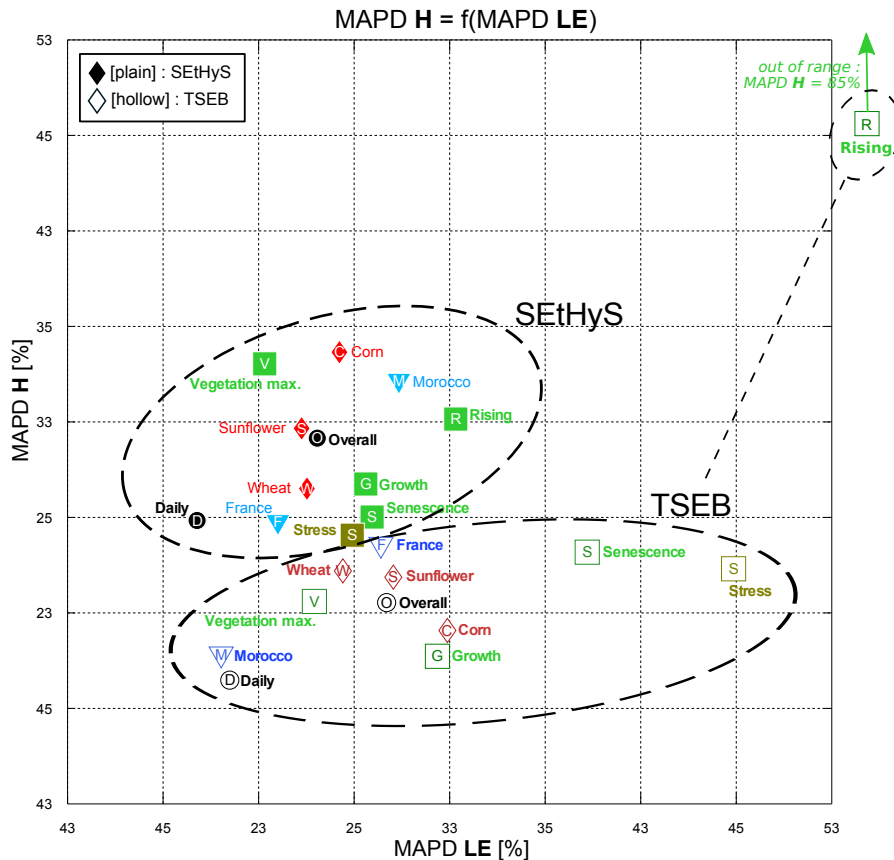 MAPD H = f(MAPD LE)
53
[plain] : SEtHyS
[hollow] : TSEB
out of range :
MAPD H = 85%
R
Rising
45
43
35
SEtHyS
C Corn
V
Vegetation max.
M Morocco
R Rising
33
Sunflower S
O Overall
G Growth
Wheat W
France
F
Daily
D
S Senescence
25
Stress S
TSEB
F France
S Senescence
Wheat W
S Sunflower
S
Stress
V
Vegetation max.
O Overall
23
C Corn
M Morocco
G Growth
D Daily
45
43
MAPD H [%]
43 45 23 25 33 35 43 45 53
MAPD LE [%]